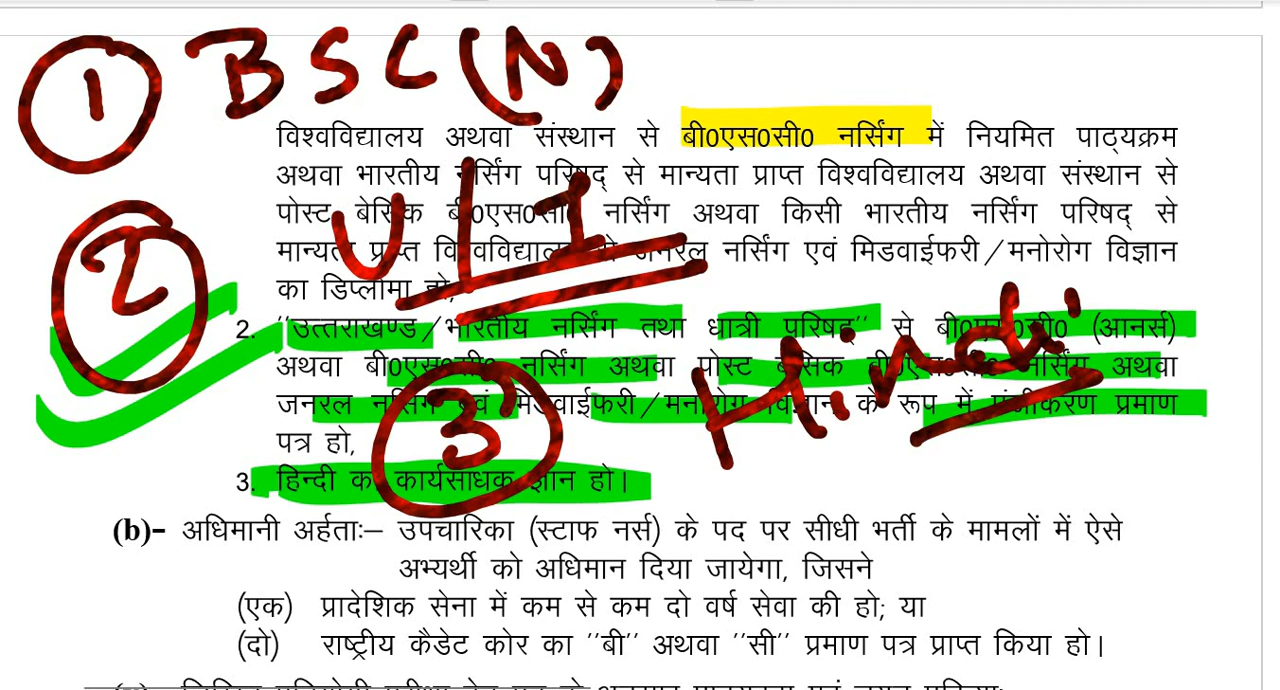 ① BSC (N)
विश्वविद्यालय अथवा संस्थान से बी0एस0सी0 नर्सिंग में नियमित पाठ्यक्रम
अथवा भारतीय नर्सिंग परिषद् से मान्यता प्राप्त विश्वविद्यालय अथवा संस्थान से
पोस्ट बेसिक बी0एस0सी0 नर्सिंग अथवा किसी भारतीय नर्सिंग परिषद् से
मान्यता प्राप्त विश्वविद्यालय से जनरल नर्सिंग एवं मिडवाईफरी/मनोरोग विज्ञान
का डिप्लोमा हो,
② U/I
2. ''उत्तराखण्ड/भारतीय नर्सिंग तथा धात्री परिषद'' से बी0एस0सी0 (आनर्स)
अथवा बी0एस0सी0 नर्सिंग अथवा पोस्ट बेसिक बी0एस0सी0 नर्सिंग अथवा
जनरल नर्सिंग एवं मिडवाईफरी/मनोरोग विज्ञान के रूप में पंजीकरण प्रमाण
पत्र हो,
③ Hindi
3. हिन्दी का कार्यसाधक ज्ञान हो।
(b)– अधिमानी अर्हताः– उपचारिका (स्टाफ नर्स) के पद पर सीधी भर्ती के मामलों में ऐसे
अभ्यर्थी को अधिमान दिया जायेगा, जिसने
(एक) प्रादेशिक सेना में कम से कम दो वर्ष सेवा की हो; या
(दो) राष्ट्रीय कैडेट कोर का ''बी'' अथवा ''सी'' प्रमाण पत्र प्राप्त किया हो।